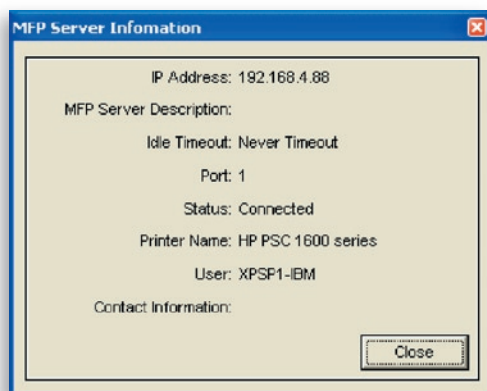 MFP Server Infomation
IP Address: 192.168.4.88
MFP Server Description:
Idle Timeout: Never Timeout
Port: 1
Status: Connected
Printer Name: HP PSC 1600 series
User: XPSP1-IBM
Contact Information:
Close